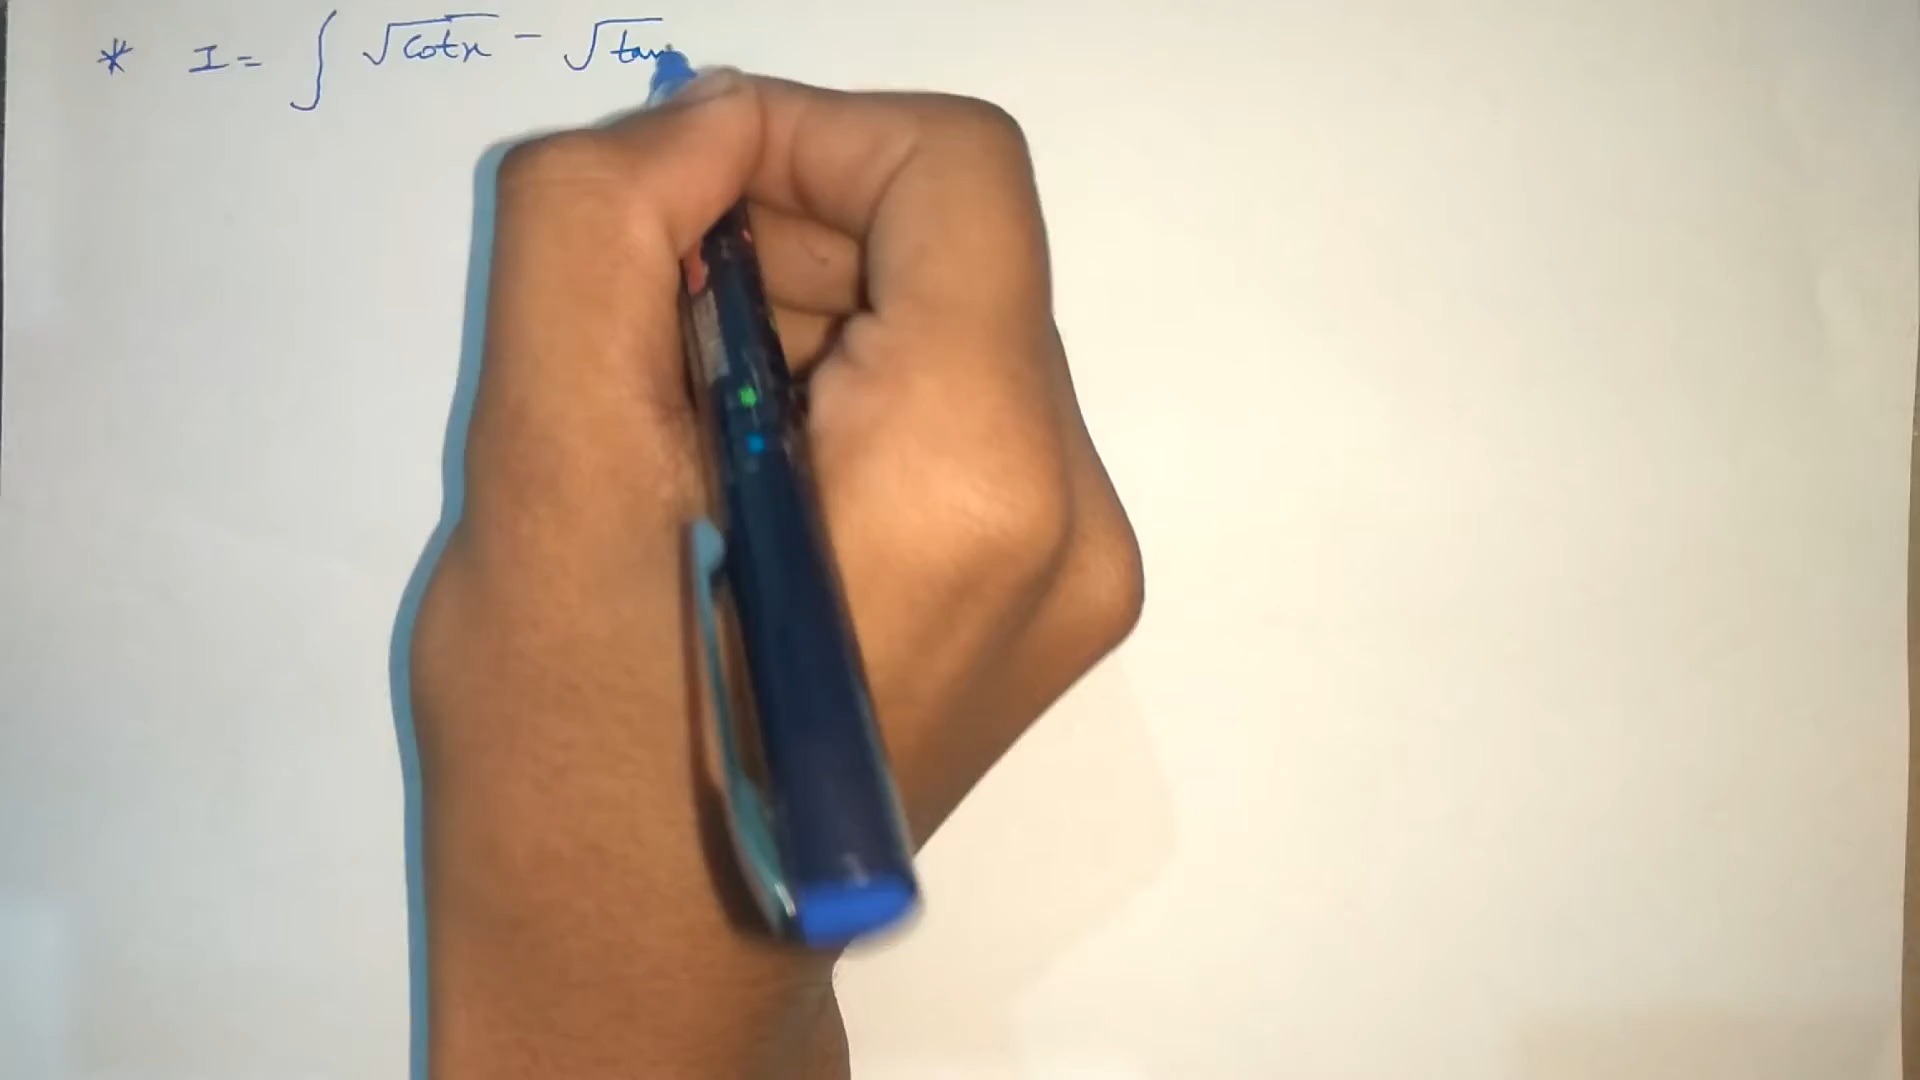 * I = ∫ √cotx - √tan